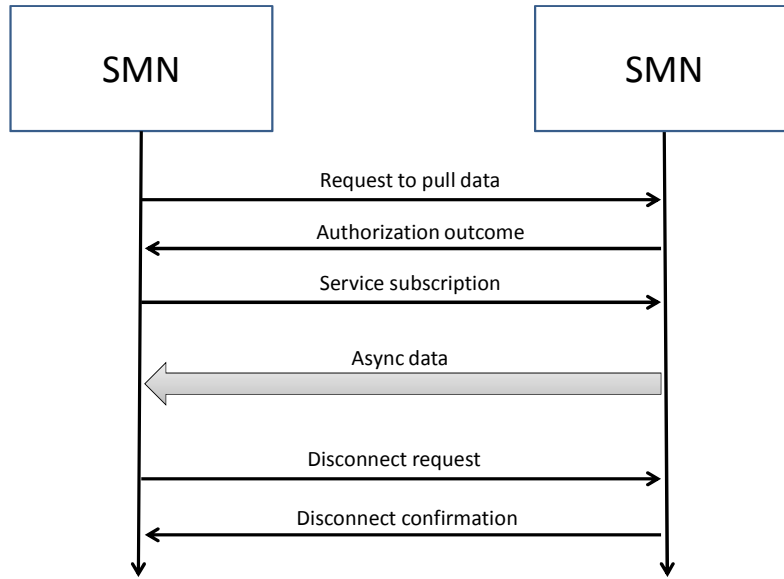 SMN
SMN
Request to pull data
Authorization outcome
Service subscription
Async data
Disconnect request
Disconnect confirmation